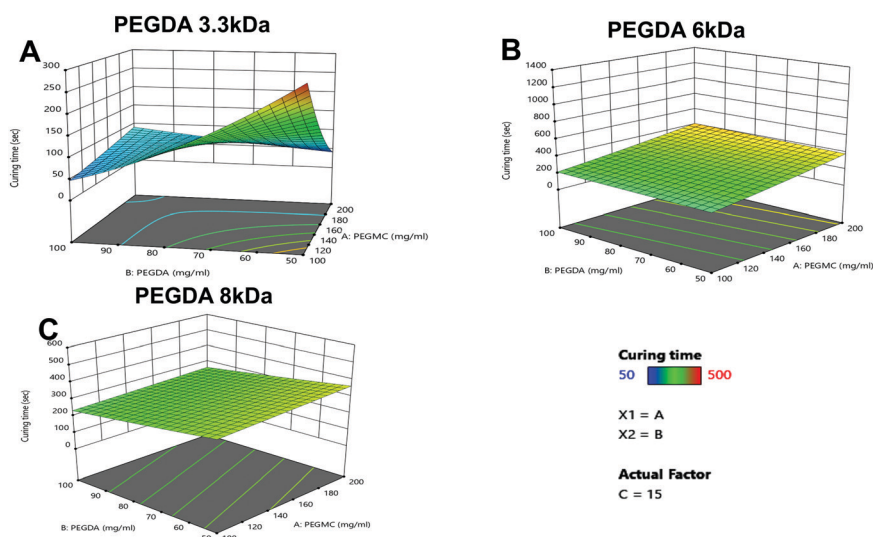 PEGDA 3.3kDa
A
300
250
200
150
100
50
0
Curing time (sec)
100
90
80
70
60
50
B: PEGDA (mg/ml)
100
120
140
160
180
200
A: PEGMC (mg/ml)
PEGDA 6kDa
B
1400
1200
1000
800
600
400
200
0
Curing time (sec)
100
90
80
70
60
50
B: PEGDA (mg/ml)
100
120
140
160
180
200
A: PEGMC (mg/ml)
PEGDA 8kDa
C
600
500
400
300
200
100
0
Curing time (sec)
100
90
80
70
60
50
B: PEGDA (mg/ml)
100
120
140
160
180
200
A: PEGMC (mg/ml)
Curing time
50 500
X1 = A
X2 = B
Actual Factor
C = 15